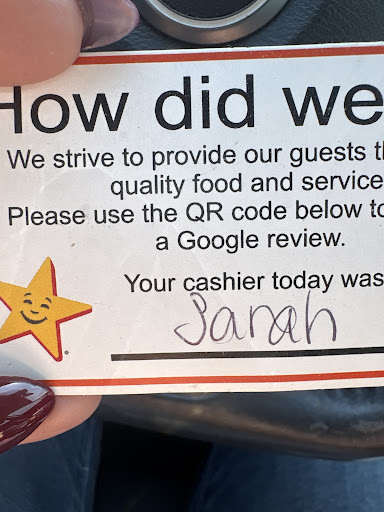 How did we
We strive to provide our guests t
quality food and service
Please use the QR code below to
a Google review.
Your cashier today was
Sarah